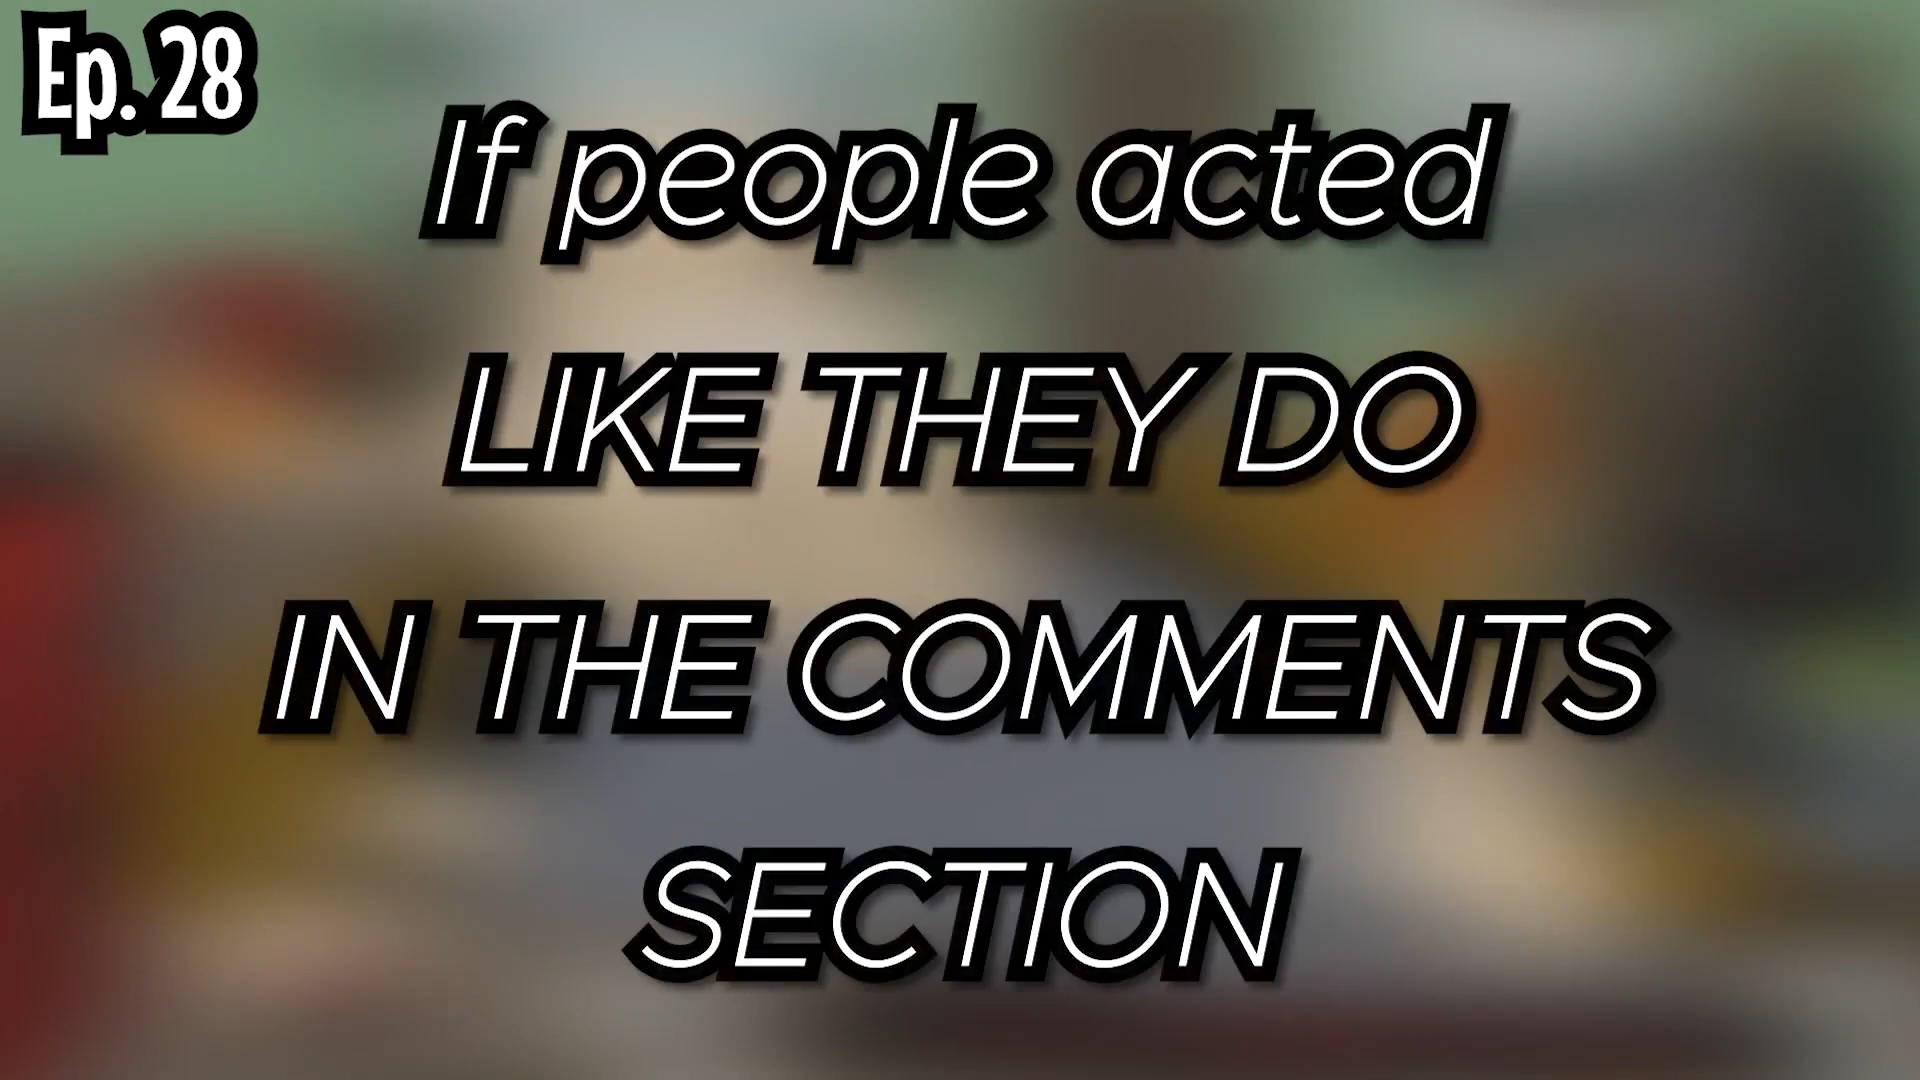 Ep. 28
If people acted
LIKE THEY DO
IN THE COMMENTS
SECTION